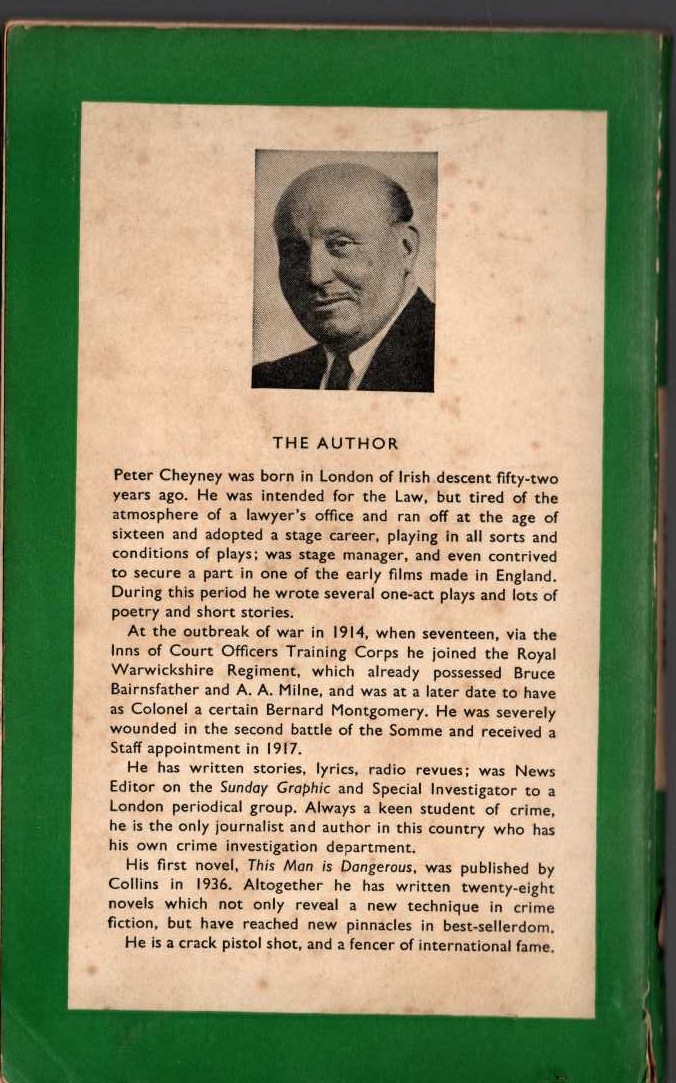 THE AUTHOR
Peter Cheyney was born in London of Irish descent fifty-two
years ago. He was intended for the Law, but tired of the
atmosphere of a lawyer's office and ran off at the age of
sixteen and adopted a stage career, playing in all sorts and
conditions of plays; was stage manager, and even contrived
to secure a part in one of the early films made in England.
During this period he wrote several one-act plays and lots of
poetry and short stories.
At the outbreak of war in 1914, when seventeen, via the
Inns of Court Officers Training Corps he joined the Royal
Warwickshire Regiment, which already possessed Bruce
Bairnsfather and A. A. Milne, and was at a later date to have
as Colonel a certain Bernard Montgomery. He was severely
wounded in the second battle of the Somme and received a
Staff appointment in 1917.
He has written stories, lyrics, radio revues; was News
Editor on the Sunday Graphic and Special Investigator to a
London periodical group. Always a keen student of crime,
he is the only journalist and author in this country who has
his own crime investigation department.
His first novel, This Man is Dangerous, was published by
Collins in 1936. Altogether he has written twenty-eight
novels which not only reveal a new technique in crime
fiction, but have reached new pinnacles in best-sellerdom.
He is a crack pistol shot, and a fencer of international fame.